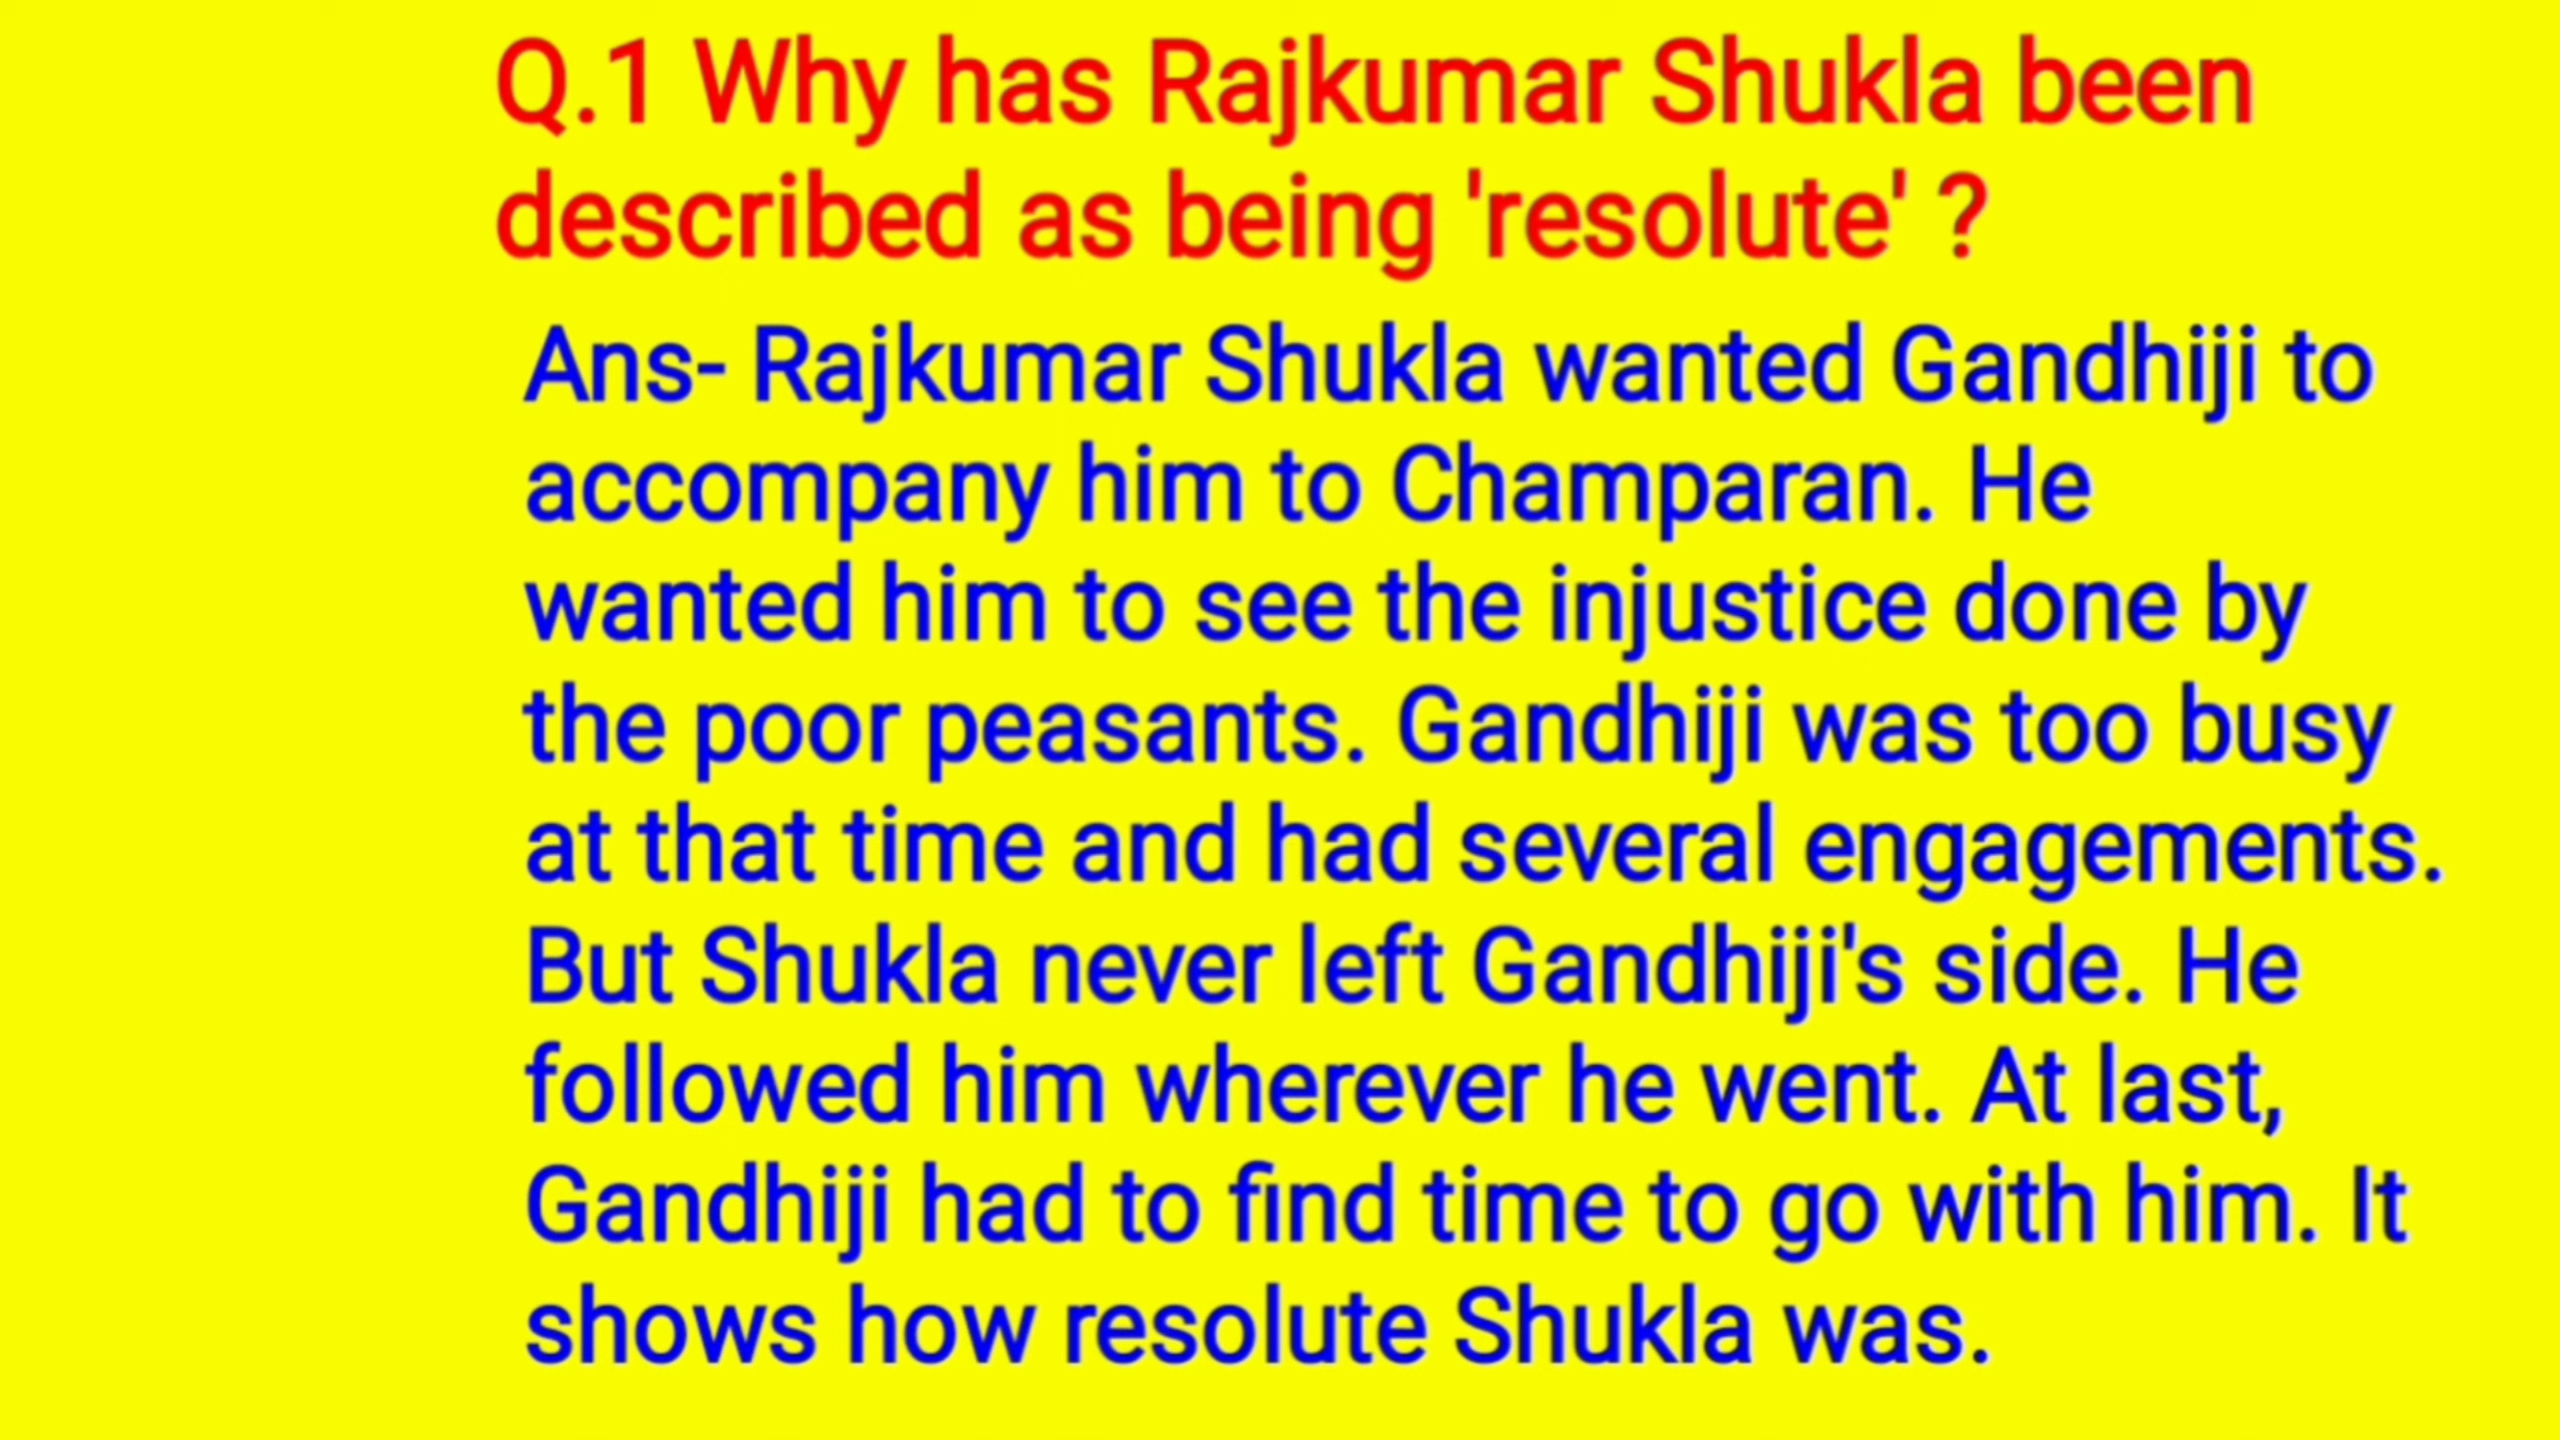 Q.1 Why has Rajkumar Shukla been
described as being 'resolute' ?
Ans- Rajkumar Shukla wanted Gandhiji to
accompany him to Champaran. He
wanted him to see the injustice done by
the poor peasants. Gandhiji was too busy
at that time and had several engagements.
But Shukla never left Gandhiji's side. He
followed him wherever he went. At last,
Gandhiji had to find time to go with him. It
shows how resolute Shukla was.